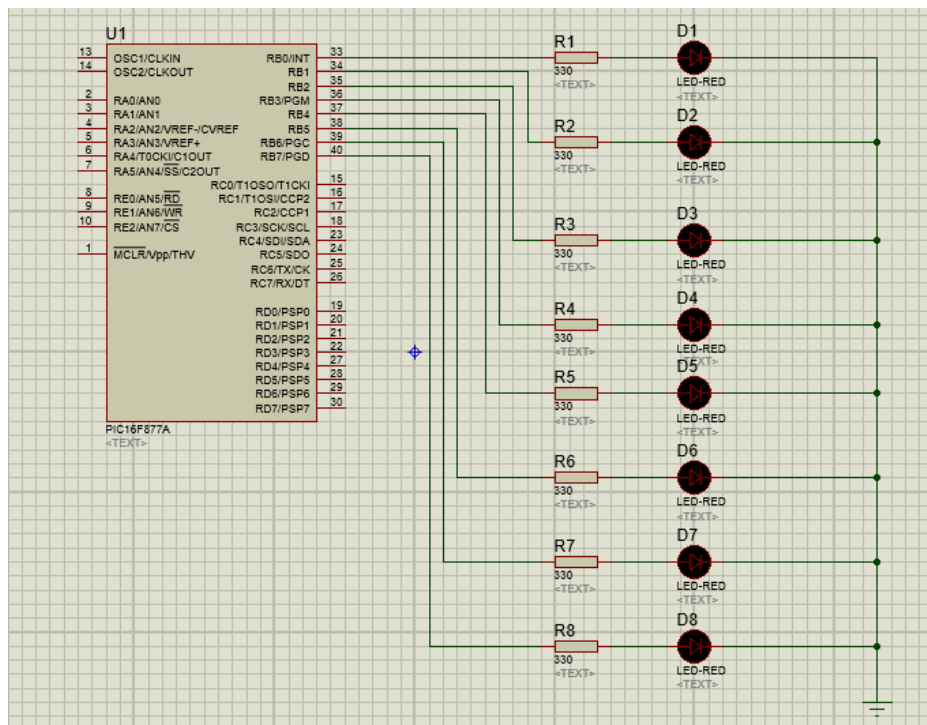 U1
13 OSC1/CLKIN
14 OSC2/CLKOUT
2 RA0/AN0
3 RA1/AN1
4 RA2/AN2/VREF-/CVREF
5 RA3/AN3/VREF+
6 RA4/T0CKI/C1OUT
7 RA5/AN4/SS/C2OUT
8 RE0/AN5/RD
9 RE1/AN6/WR
10 RE2/AN7/CS
1 MCLR/Vpp/THV
RB0/INT 33
RB1 34
RB2 35
RB3/PGM 36
RB4 37
RB5 38
RB6/PGC 39
RB7/PGD 40
RC0/T1OSO/T1CKI 15
RC1/T1OSI/CCP2 16
RC2/CCP1 17
RC3/SCK/SCL 18
RC4/SDI/SDA 23
RC5/SDO 24
RC6/TX/CK 25
RC7/RX/DT 26
RD0/PSP0 19
RD1/PSP1 20
RD2/PSP2 21
RD3/PSP3 22
RD4/PSP4 27
RD5/PSP5 28
RD6/PSP6 29
RD7/PSP7 30
PIC16F877A
<TEXT>
R1
330
<TEXT>
D1
LED-RED
<TEXT>
R2
330
<TEXT>
D2
LED-RED
<TEXT>
R3
330
<TEXT>
D3
LED-RED
<TEXT>
R4
330
<TEXT>
D4
LED-RED
<TEXT>
R5
330
<TEXT>
D5
LED-RED
<TEXT>
R6
330
<TEXT>
D6
LED-RED
<TEXT>
R7
330
<TEXT>
D7
LED-RED
<TEXT>
R8
330
<TEXT>
D8
LED-RED
<TEXT>